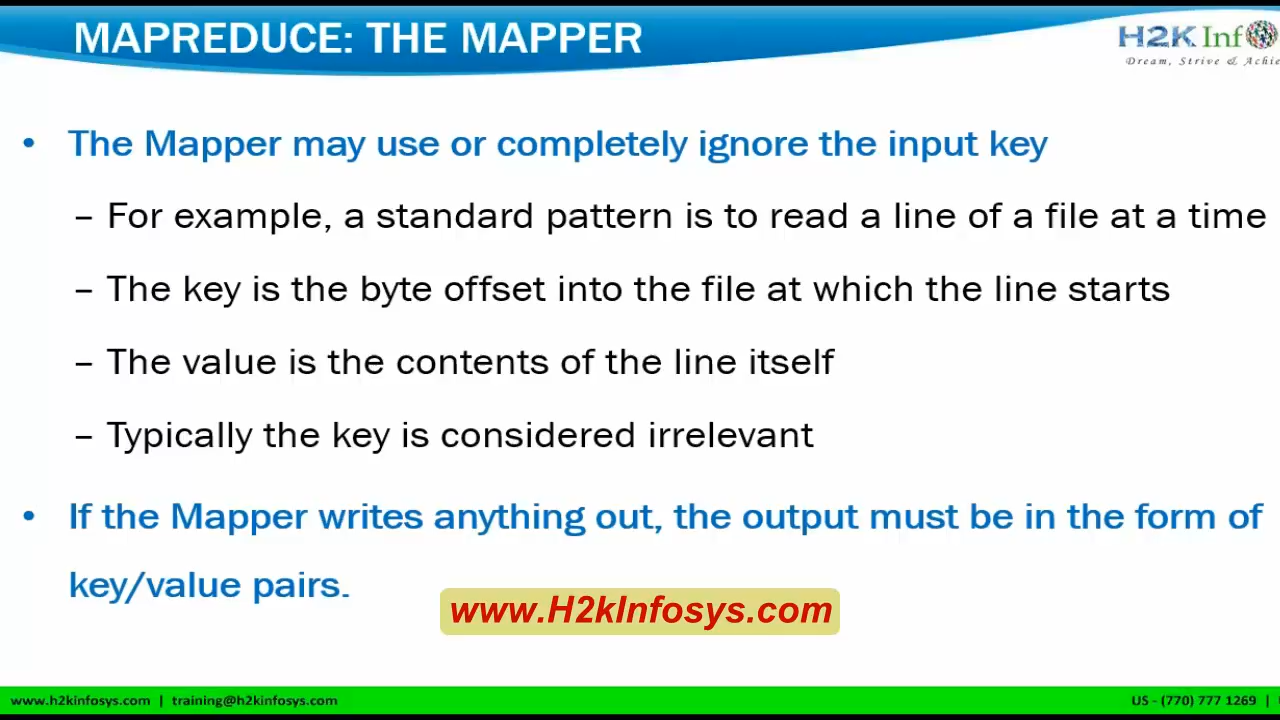 MAPREDUCE: THE MAPPER
H2K Inf
Dream, Strive & Achie
• The Mapper may use or completely ignore the input key
– For example, a standard pattern is to read a line of a file at a time
– The key is the byte offset into the file at which the line starts
– The value is the contents of the line itself
– Typically the key is considered irrelevant
• If the Mapper writes anything out, the output must be in the form of
key/value pairs.
www.H2kInfosys.com
www.h2kinfosys.com | training@h2kinfosys.com
US - (770) 777 1269 |